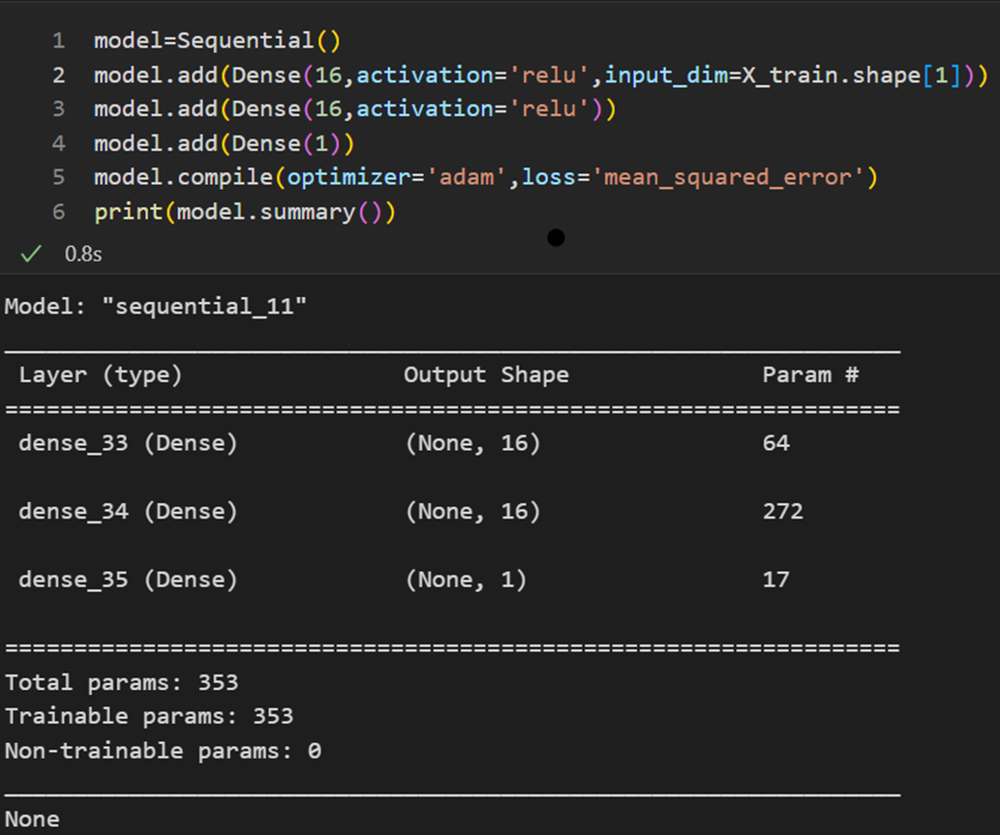 1 model=Sequential()
2 model.add(Dense(16,activation='relu',input_dim=X_train.shape[1]))
3 model.add(Dense(16,activation='relu'))
4 model.add(Dense(1))
5 model.compile(optimizer='adam',loss='mean_squared_error')
6 print(model.summary())
0.8s
Model: "sequential_11"
Layer (type) Output Shape Param #
=================================================================
dense_33 (Dense) (None, 16) 64
dense_34 (Dense) (None, 16) 272
dense_35 (Dense) (None, 1) 17
=================================================================
Total params: 353
Trainable params: 353
Non-trainable params: 0
None